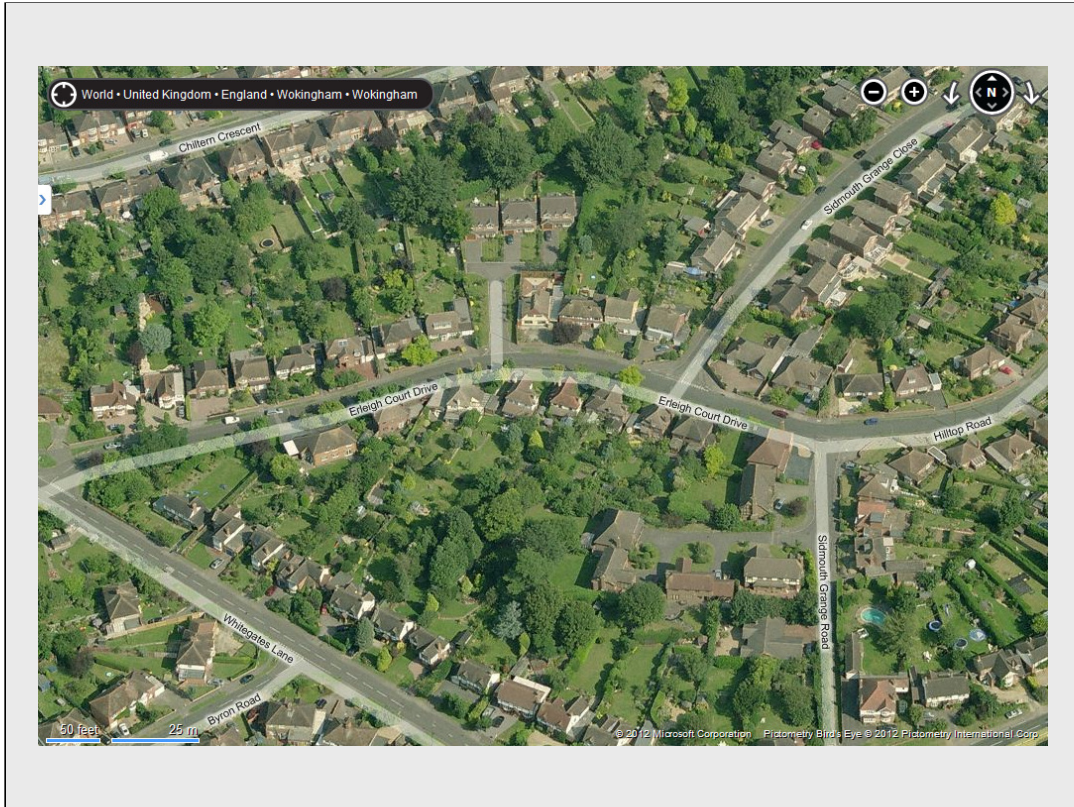 World • United Kingdom • England • Wokingham • Wokingham
N
Chiltern Crescent
Sidmouth Grange Close
Erleigh Court Drive
Erleigh Court Drive
Hilltop Road
Sidmouth Grange Road
Whitegates Lane
Byron Road
50 feet 25 m
© 2012 Microsoft Corporation Pictometry Bird's Eye © 2012 Pictometry International Corp